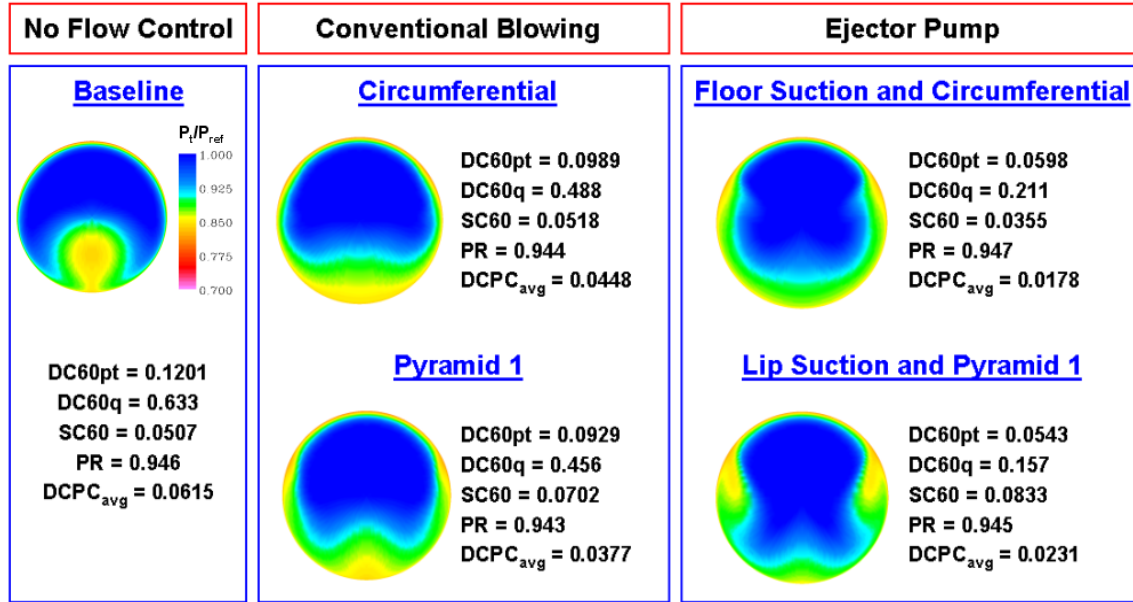 No Flow Control
Conventional Blowing
Ejector Pump
Baseline
Pt/Pref
1.000
0.925
0.850
0.775
0.700
DC60pt = 0.1201
DC60q = 0.633
SC60 = 0.0507
PR = 0.946
DCPCavg = 0.0615
Circumferential
DC60pt = 0.0989
DC60q = 0.488
SC60 = 0.0518
PR = 0.944
DCPCavg = 0.0448
Pyramid 1
DC60pt = 0.0929
DC60q = 0.456
SC60 = 0.0702
PR = 0.943
DCPCavg = 0.0377
Floor Suction and Circumferential
DC60pt = 0.0598
DC60q = 0.211
SC60 = 0.0355
PR = 0.947
DCPCavg = 0.0178
Lip Suction and Pyramid 1
DC60pt = 0.0543
DC60q = 0.157
SC60 = 0.0833
PR = 0.945
DCPCavg = 0.0231